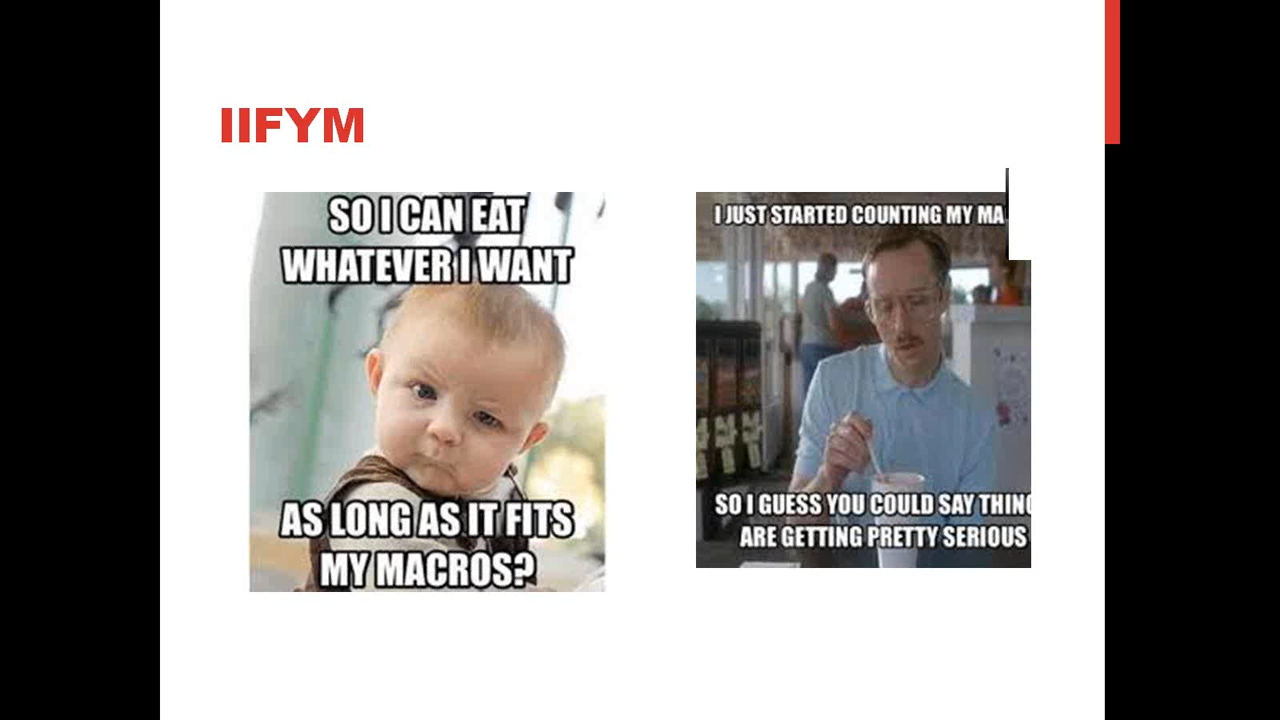 IIFYM
SO I CAN EAT
WHATEVER I WANT
AS LONG AS IT FITS
MY MACROS?
I JUST STARTED COUNTING MY MA
SO I GUESS YOU COULD SAY THING
ARE GETTING PRETTY SERIOUS